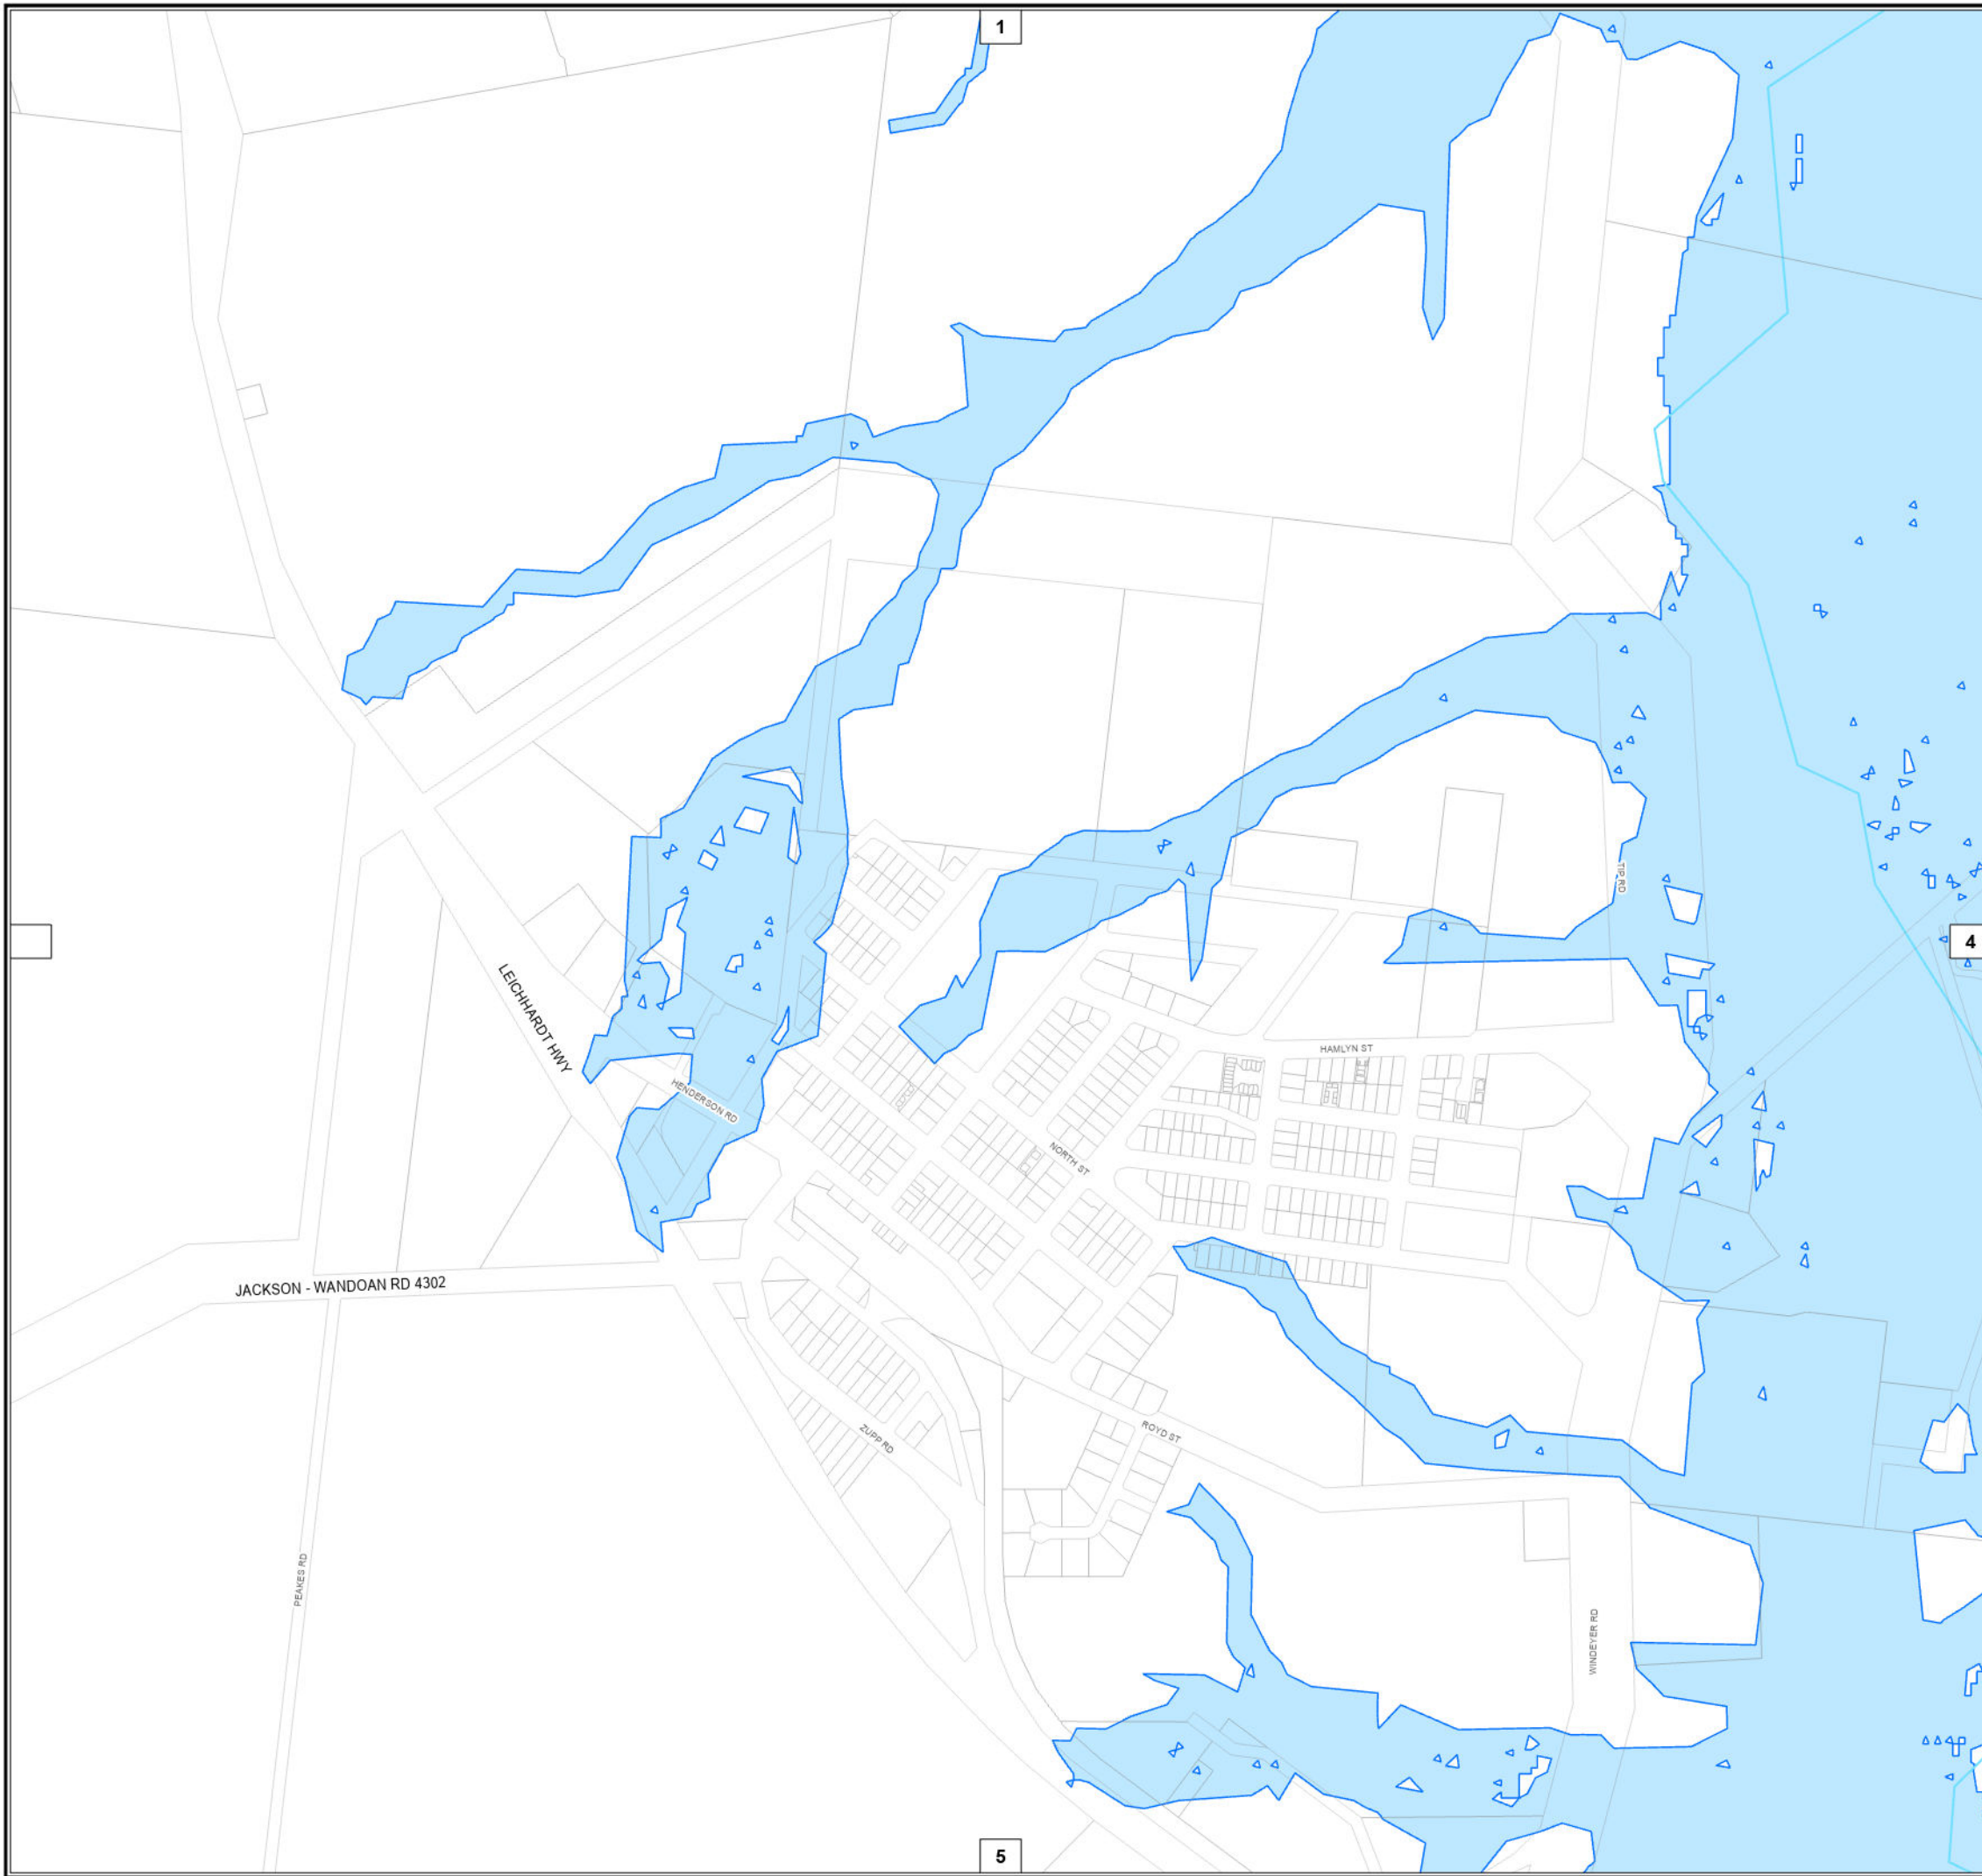 1
TIP RD
4
LEICHHARDT HWY
HAMLYN ST
HENDERSON RD
NORTH ST
JACKSON - WANDOAN RD 4302
ROYD ST
ZUPP RD
PEAKES RD
WINDEYER RD
5